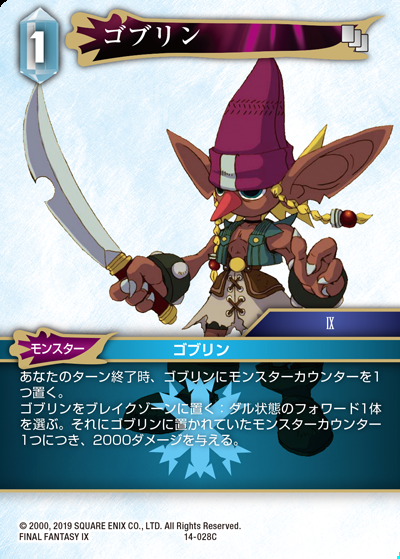 1
ゴブリン
IX
モンスター
ゴブリン
あなたのターン終了時、ゴブリンにモンスターカウンターを1
つ置く。
ゴブリンをブレイクゾーンに置く：ダル状態のフォワード1体
を選ぶ。それにゴブリンに置かれていたモンスターカウンター
1つにつき、2000ダメージを与える。
© 2000, 2019 SQUARE ENIX CO., LTD. All Rights Reserved.
FINAL FANTASY IX
14-028C